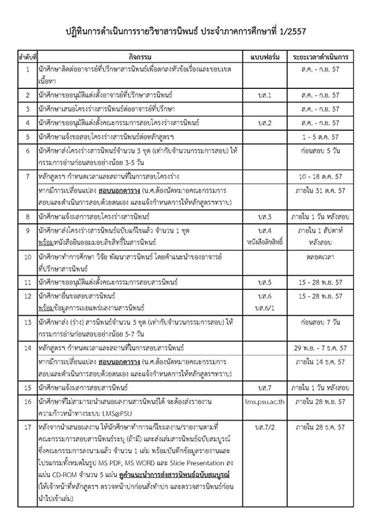 ปฏิทินการดำเนินการรายวิชาสารนิพนธ์ ประจำภาคการศึกษาที่ 1/2557
ลำดับที่ กิจกรรม แบบฟอร์ม ระยะเวลาดำเนินการ
1 นักศึกษาติดต่ออาจารย์ที่ปรึกษาสารนิพนธ์เพื่อตกลงหัวข้อเรื่องและขอบเขต ส.ค. - ก.ย. 57
เนื้อหา
2 นักศึกษาขออนุมัติแต่งตั้งอาจารย์ที่ปรึกษาสารนิพนธ์ บส.1 ส.ค. - ก.ย. 57
3 นักศึกษาเสนอโครงร่างสารนิพนธ์ต่ออาจารย์ที่ปรึกษา ส.ค. - ก.ย. 57
4 นักศึกษาขออนุมัติแต่งตั้งคณะกรรมการสอบโครงร่างสารนิพนธ์ บส.2 ส.ค. - ก.ย. 57
5 นักศึกษาแจ้งขอสอบโครงร่างสารนิพนธ์ต่อหลักสูตรฯ 1 - 5 ต.ค. 57
6 นักศึกษาส่งโครงร่างสารนิพนธ์จำนวน 3 ชุด (เท่ากับจำนวนกรรมการสอบ) ให้ ก่อนสอบ 5 วัน
กรรมการอ่านก่อนสอบอย่างน้อย 3-5 วัน
7 หลักสูตรฯ กำหนดเวลาและสถานที่ในการสอบโครงร่าง 10 - 18 ต.ค. 57
หากมีการเปลี่ยนแปลง สอบนอกตาราง (น.ศ.ต้องนัดหมายคณะกรรมการ ภายใน 31 ต.ค. 57
สอบและดำเนินการสอบด้วยตนเอง และแจ้งกำหนดการให้หลักสูตรฯทราบ)
8 นักศึกษาแจ้งผลการสอบโครงร่างสารนิพนธ์ บส.3 ภายใน 1 วัน หลังสอบ
9 นักศึกษาส่งโครงร่างสารนิพนธ์ฉบับแก้ไขแล้ว จำนวน 1 ชุด บส.4 ภายใน 1 สัปดาห์
พร้อมหนังสือยินยอมมอบลิขสิทธิ์ในสารนิพนธ์ หนังสือลิขสิทธิ์ หลังสอบ
10 นักศึกษาทำการศึกษา วิจัย พัฒนาสารนิพนธ์ โดยคำแนะนำของอาจารย์ ตลอดเวลา
ที่ปรึกษาสารนิพนธ์
11 นักศึกษาขออนุมัติแต่งตั้งคณะกรรมการสอบสารนิพนธ์ บส.5 15 - 28 พ.ย. 57
12 นักศึกษายื่นขอสอบสารนิพนธ์ บส.6 15 - 28 พ.ย. 57
พร้อมข้อมูลการเผยแพร่ผลงานสารนิพนธ์ บส.6/1
13 นักศึกษาส่ง (ร่าง) สารนิพนธ์จำนวน 3 ชุด (เท่ากับจำนวนกรรมการสอบ) ให้ ก่อนสอบ 7 วัน
กรรมการอ่านก่อนสอบอย่างน้อย 5-7 วัน
14 หลักสูตรฯ กำหนดเวลาและสถานที่ในการสอบสารนิพนธ์ 29 พ.ย. - 7 ธ.ค. 57
หากมีการเปลี่ยนแปลง สอบนอกตาราง (น.ศ.ต้องนัดหมายคณะกรรมการ ภายใน 14 ธ.ค. 57
สอบและดำเนินการสอบด้วยตนเอง และแจ้งกำหนดการให้หลักสูตรฯทราบ)
15 นักศึกษาแจ้งผลการสอบสารนิพนธ์ บส.7 ภายใน 1 วัน หลังสอบ
16 นักศึกษาที่ไม่สามารถนำเสนอผลงานสารนิพนธ์ได้ จะต้องส่งรายงาน lms.psu.ac.th ภายใน 28 พ.ย. 57
ความก้าวหน้าทางระบบ LMS@PSU
17 หลังจากนำเสนอผลงาน ให้นักศึกษาทำการแก้ไขผลงาน/รายงานตามที่ บส.7/2 ภายใน 28 ธ.ค. 57
คณะกรรมการสอบสารนิพนธ์ระบุ (ถ้ามี) และส่งเล่มสารนิพนธ์ฉบับสมบูรณ์
ซึ่งคณะกรรมการลงนามแล้ว จำนวน 1 เล่ม พร้อมบันทึกข้อมูลรายงานและ
โปรแกรมทั้งหมดในรูป MS PDF, MS WORD และ Slide Presentation ลง
แผ่น CD-ROM จำนวน 5 แผ่น ดูคำแนะนำการส่งสารนิพนธ์ฉบับสมบูรณ์
(ให้เจ้าหน้าที่หลักสูตรฯ ตรวจหน้าปกก่อนสั่งทำปก และตรวจสารนิพนธ์ก่อน
นำไปเข้าเล่ม)